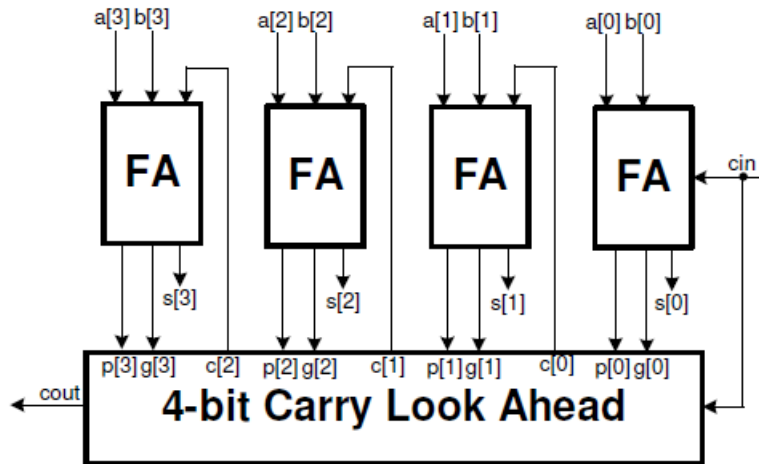 a[3] b[3] a[2] b[2] a[1] b[1] a[0] b[0]
FA FA FA FA cin
s[3] s[2] s[1] s[0]
p[3] g[3] c[2] p[2] g[2] c[1] p[1] g[1] c[0] p[0] g[0]
cout
4-bit Carry Look Ahead